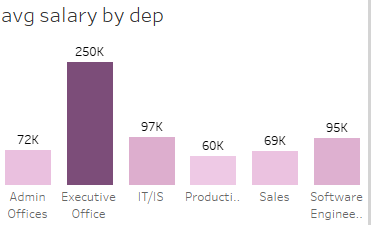 avg salary by dep
250K
97K
95K
72K
69K
60K
Admin Offices
Executive Office
IT/IS
Producti..
Sales
Software Enginee..